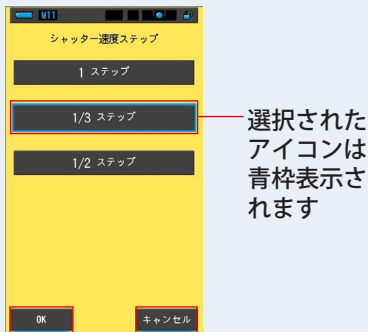 M11
シャッター速度ステップ
1 ステップ
1/3 ステップ
1/2 ステップ
OK
キャンセル
選択された
アイコンは
青枠表示さ
れます